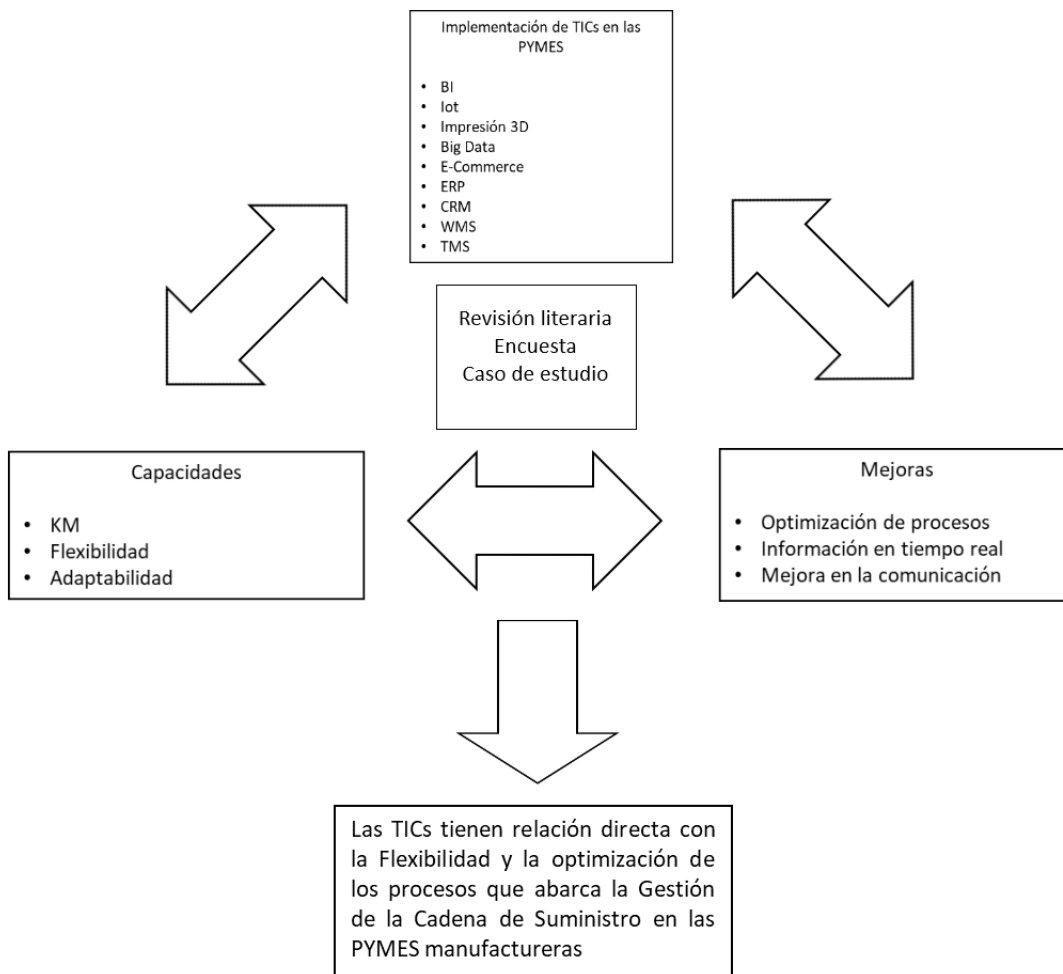 Implementación de TICs en las
PYMES
• BI
• Iot
• Impresión 3D
• Big Data
• E-Commerce
• ERP
• CRM
• WMS
• TMS
Revisión literaria
Encuesta
Caso de estudio
Capacidades
• KM
• Flexibilidad
• Adaptabilidad
Mejoras
• Optimización de procesos
• Información en tiempo real
• Mejora en la comunicación
Las TICs tienen relación directa con
la Flexibilidad y la optimización de
los procesos que abarca la Gestión
de la Cadena de Suministro en las
PYMES manufactureras